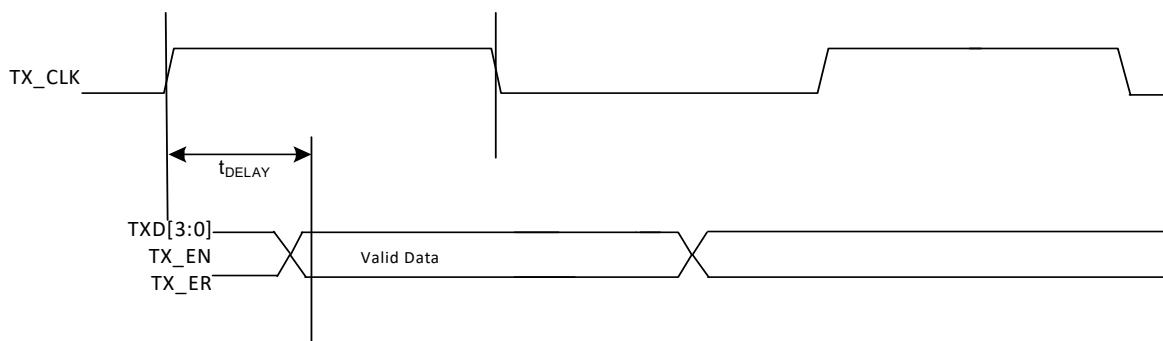 TX_CLK
tDELAY
TXD[3:0]
TX_EN
Valid Data
TX_ER